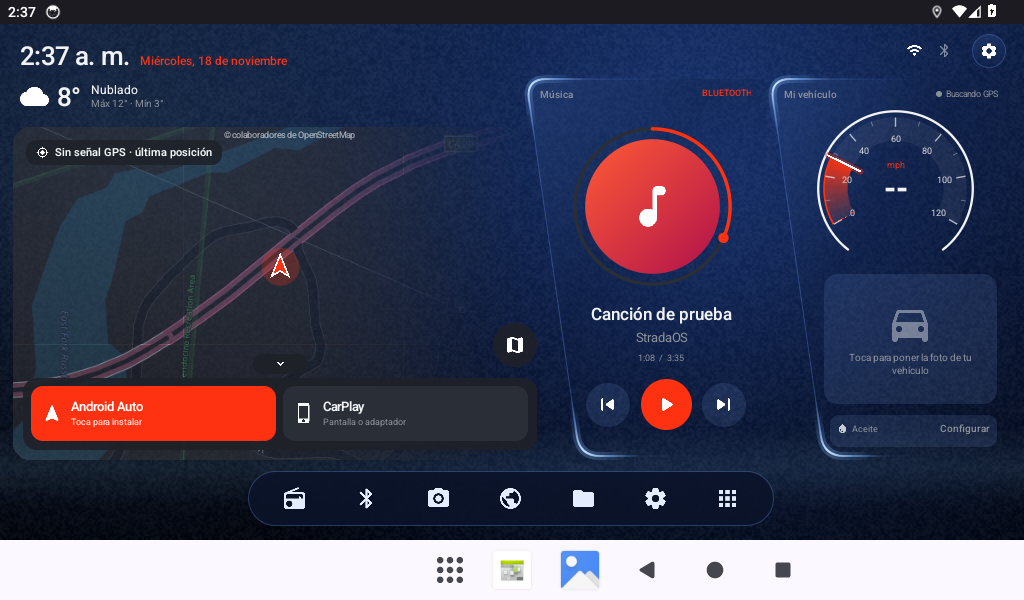 2:37
2:37 a. m. Miércoles, 18 de noviembre
8° Nublado
Máx 12° · Mín 3°
© colaboradores de OpenStreetMap
Sin señal GPS · última posición
Android Auto
Toca para instalar
CarPlay
Pantalla o adaptador
Música
BLUETOOTH
Canción de prueba
StradaOS
1:08 / 3:35
Mi vehículo
Buscando GPS
0
20
40
60
80
100
120
mph
--
Toca para poner la foto de tu
vehículo
Aceite
Configurar